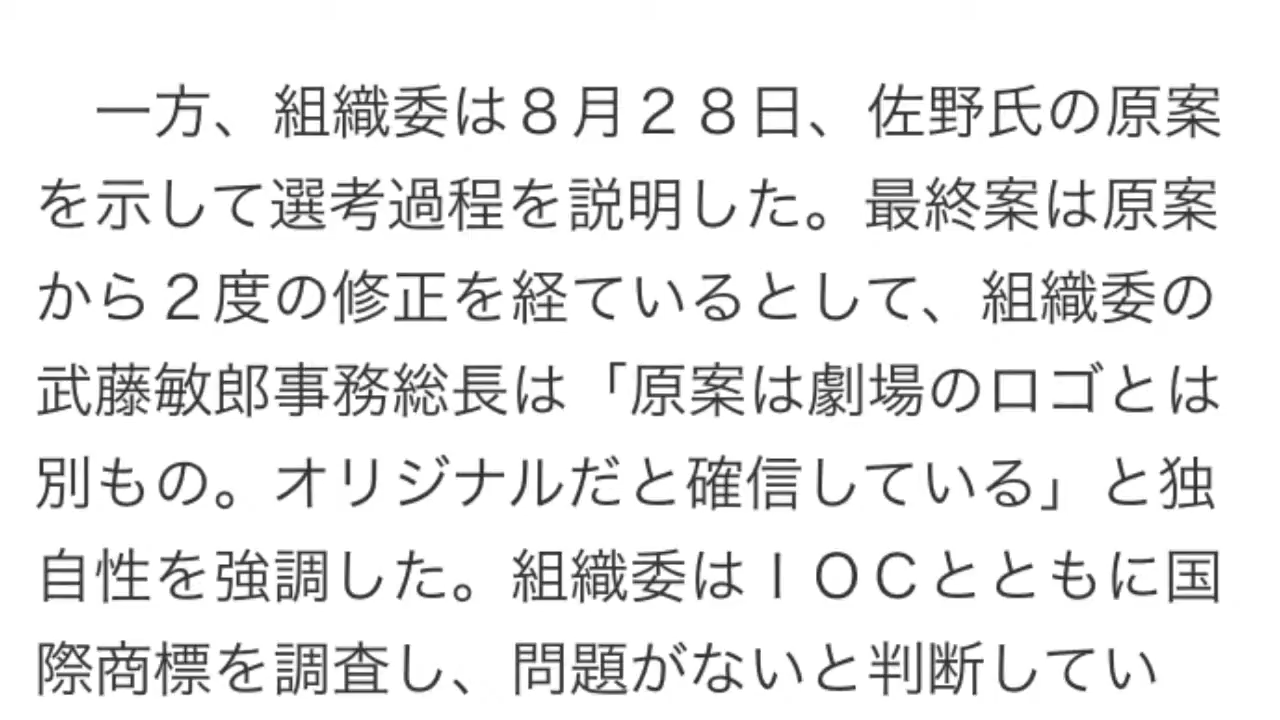 一方、組織委は８月２８日、佐野氏の原案
を示して選考過程を説明した。最終案は原案
から２度の修正を経ているとして、組織委の
武藤敏郎事務総長は「原案は劇場のロゴとは
別もの。オリジナルだと確信している」と独
自性を強調した。組織委はＩＯＣとともに国
際商標を調査し、問題がないと判断してい